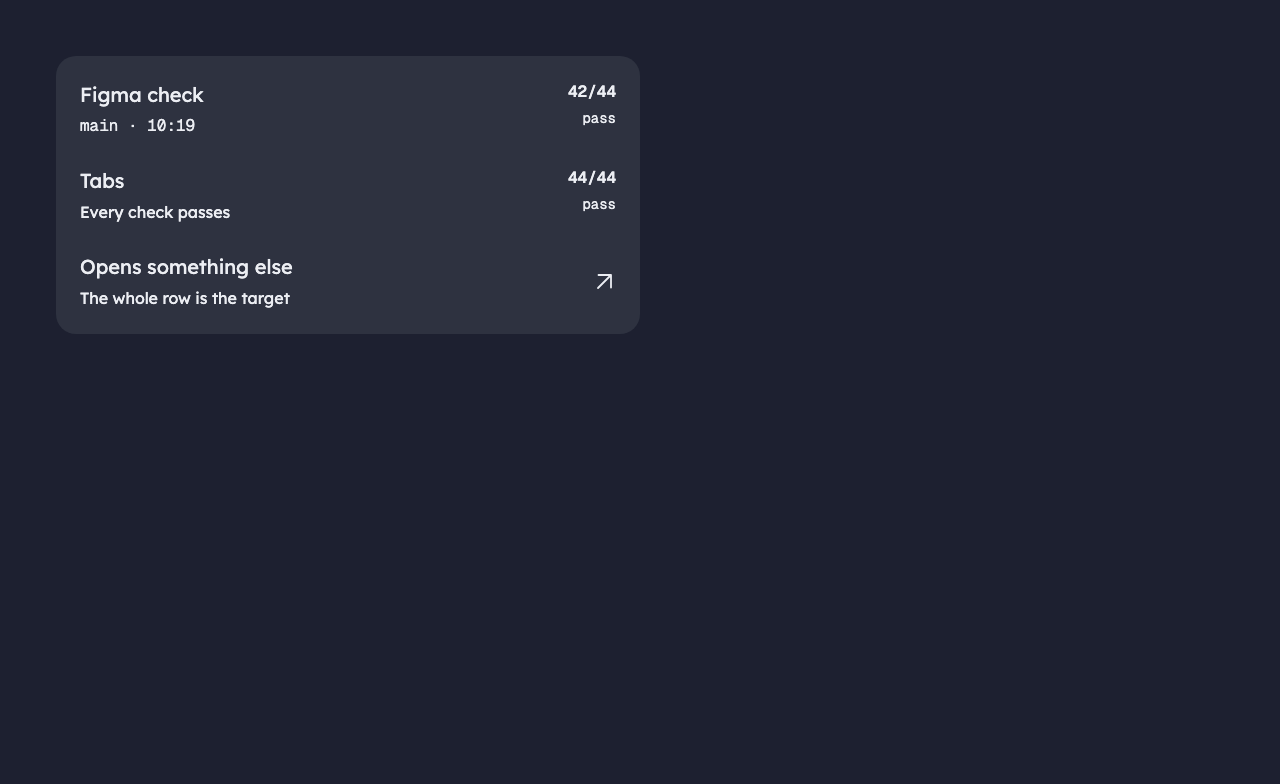 Figma check
42/44
main · 10:19
pass
Tabs
44/44
Every check passes
pass
Opens something else
The whole row is the target